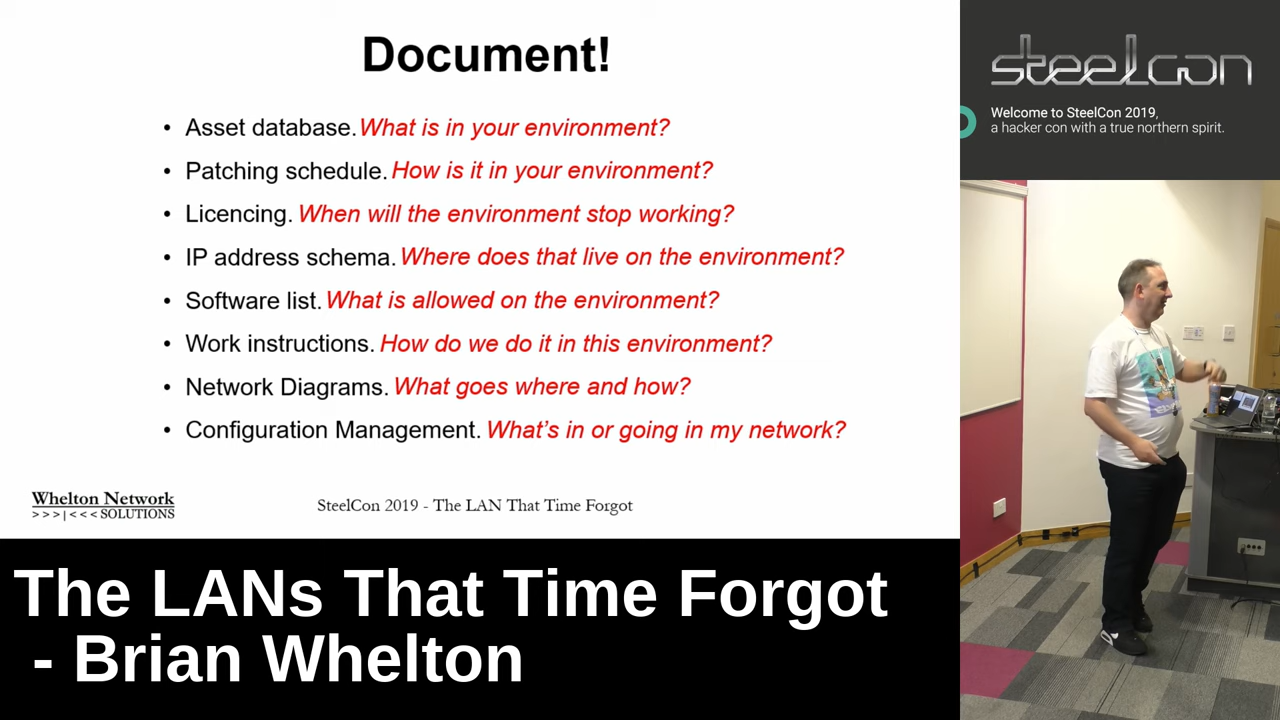 Document!
• Asset database. What is in your environment?
• Patching schedule. How is it in your environment?
• Licencing. When will the environment stop working?
• IP address schema. Where does that live on the environment?
• Software list. What is allowed on the environment?
• Work instructions. How do we do it in this environment?
• Network Diagrams. What goes where and how?
• Configuration Management. What's in or going in my network?
Whelton Network
>>>|<<< SOLUTIONS
SteelCon 2019 - The LAN That Time Forgot
The LANs That Time Forgot
- Brian Whelton
steelcon
Welcome to SteelCon 2019,
a hacker con with a true northern spirit.